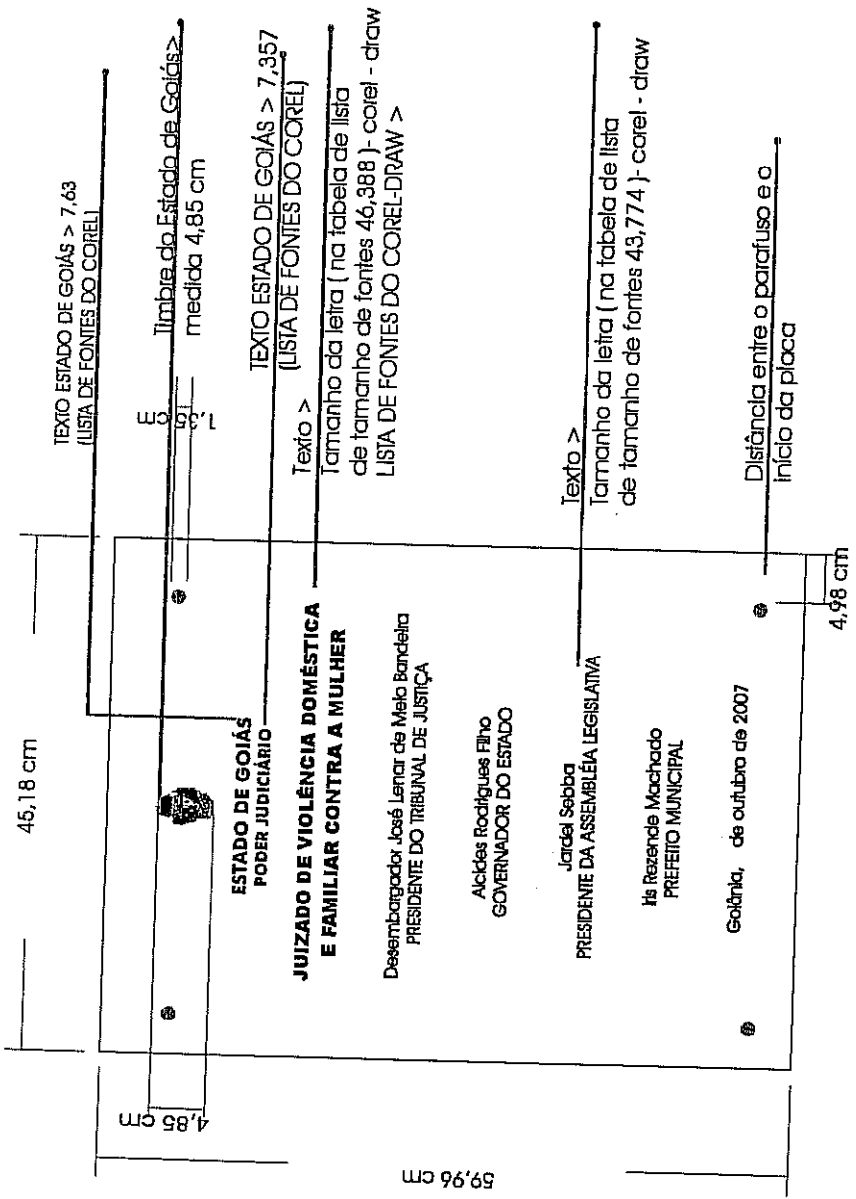 TEXTO ESTADO DE GOIÁS > 7,63
(LISTA DE FONTES DO COREL)
Timbre do Estado de Goiás>
medida 4,85 cm
1,35 cm
TEXTO ESTADO DE GOIÁS > 7,357
(LISTA DE FONTES DO COREL)
Texto >
Tamanho da letra ( na tabela de lista
de tamanho de fontes 46,388 )- corel - draw
LISTA DE FONTES DO COREL-DRAW >
Texto >
Tamanho da letra ( na tabela de lista
de tamanho de fontes 43,774 )- corel - draw
Distância entre o parafuso e o
início da placa
45,18 cm
4,85 cm
59,96 cm
4,98 cm
ESTADO DE GOIÁS
PODER JUDICIÁRIO
JUIZADO DE VIOLÊNCIA DOMÉSTICA
E FAMILIAR CONTRA A MULHER
Desembargador José Lenar de Melo Bandeira
PRESIDENTE DO TRIBUNAL DE JUSTIÇA
Alcides Rodrigues Filho
GOVERNADOR DO ESTADO
Jardel Sebba
PRESIDENTE DA ASSEMBLÉIA LEGISLATIVA
Iris Rezende Machado
PREFEITO MUNICIPAL
Goiânia, de outubro de 2007